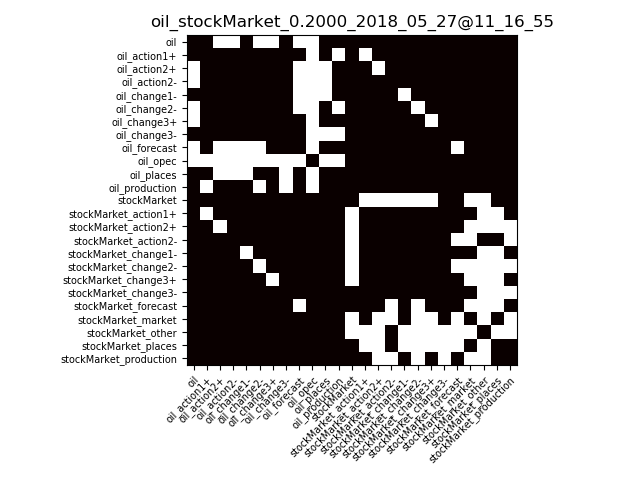 oil_stockMarket_0.2000_2018_05_27@11_16_55
oil
oil_action1+
oil_action2+
oil_action2-
oil_change1-
oil_change2-
oil_change3+
oil_change3-
oil_forecast
oil_opec
oil_places
oil_production
stockMarket
stockMarket_action1+
stockMarket_action2+
stockMarket_action2-
stockMarket_change1-
stockMarket_change2-
stockMarket_change3+
stockMarket_change3-
stockMarket_forecast
stockMarket_market
stockMarket_other
stockMarket_places
stockMarket_production
oil
oil_action1+
oil_action2+
oil_action2-
oil_change1-
oil_change2-
oil_change3+
oil_change3-
oil_forecast
oil_opec
oil_places
oil_production
stockMarket
stockMarket_action1+
stockMarket_action2+
stockMarket_action2-
stockMarket_change1-
stockMarket_change2-
stockMarket_change3+
stockMarket_change3-
stockMarket_forecast
stockMarket_market
stockMarket_other
stockMarket_places
stockMarket_production